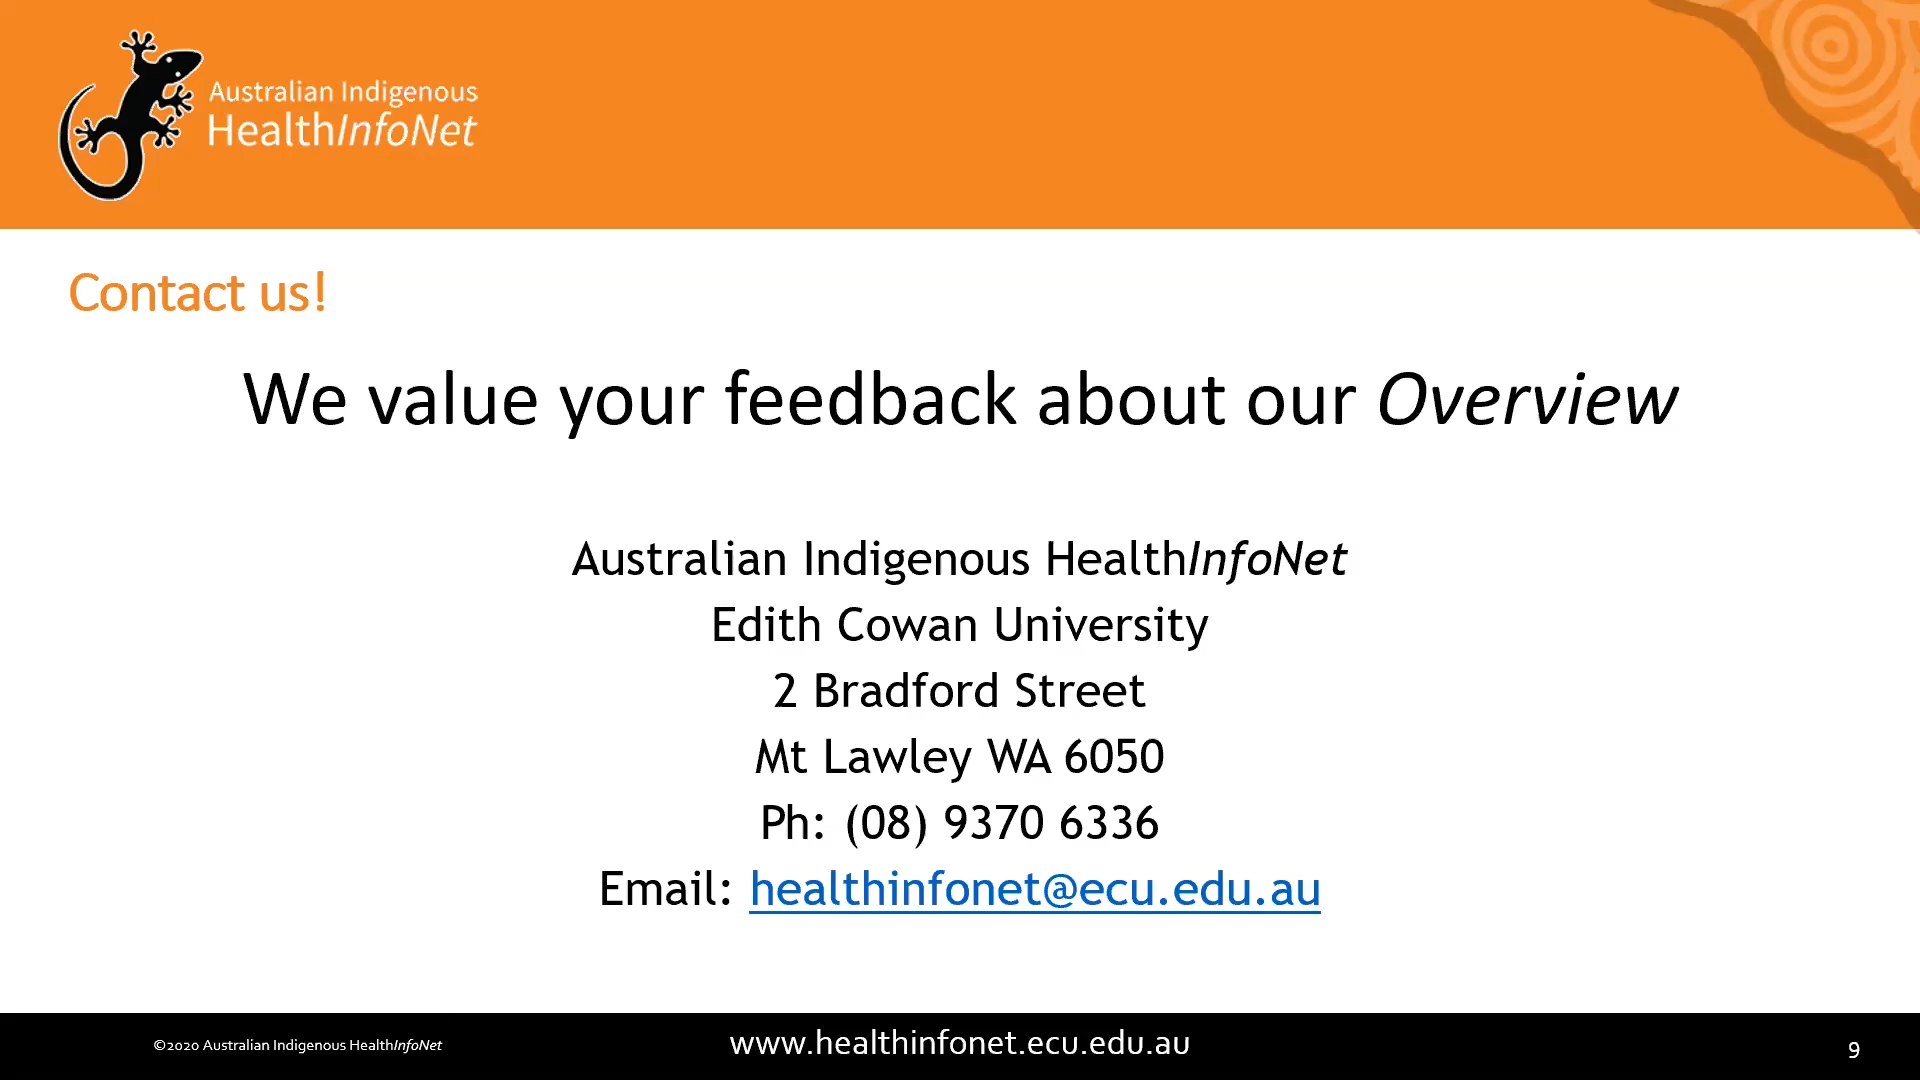 Australian Indigenous
HealthInfoNet
Contact us!
We value your feedback about our Overview
Australian Indigenous HealthInfoNet
Edith Cowan University
2 Bradford Street
Mt Lawley WA 6050
Ph: (08) 9370 6336
Email: healthinfonet@ecu.edu.au
©2020 Australian Indigenous HealthInfoNet
www.healthinfonet.ecu.edu.au
9